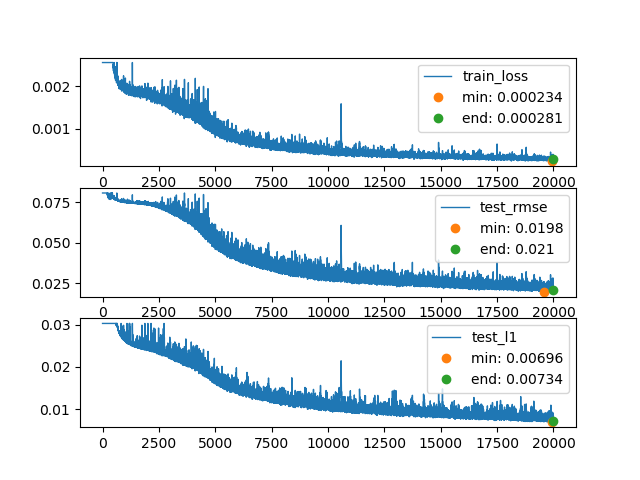 train_loss
min: 0.000234
end: 0.000281
0.002
0.001
0 2500 5000 7500 10000 12500 15000 17500 20000
test_rmse
min: 0.0198
end: 0.021
0.075
0.050
0.025
0 2500 5000 7500 10000 12500 15000 17500 20000
test_l1
min: 0.00696
end: 0.00734
0.03
0.02
0.01
0 2500 5000 7500 10000 12500 15000 17500 20000